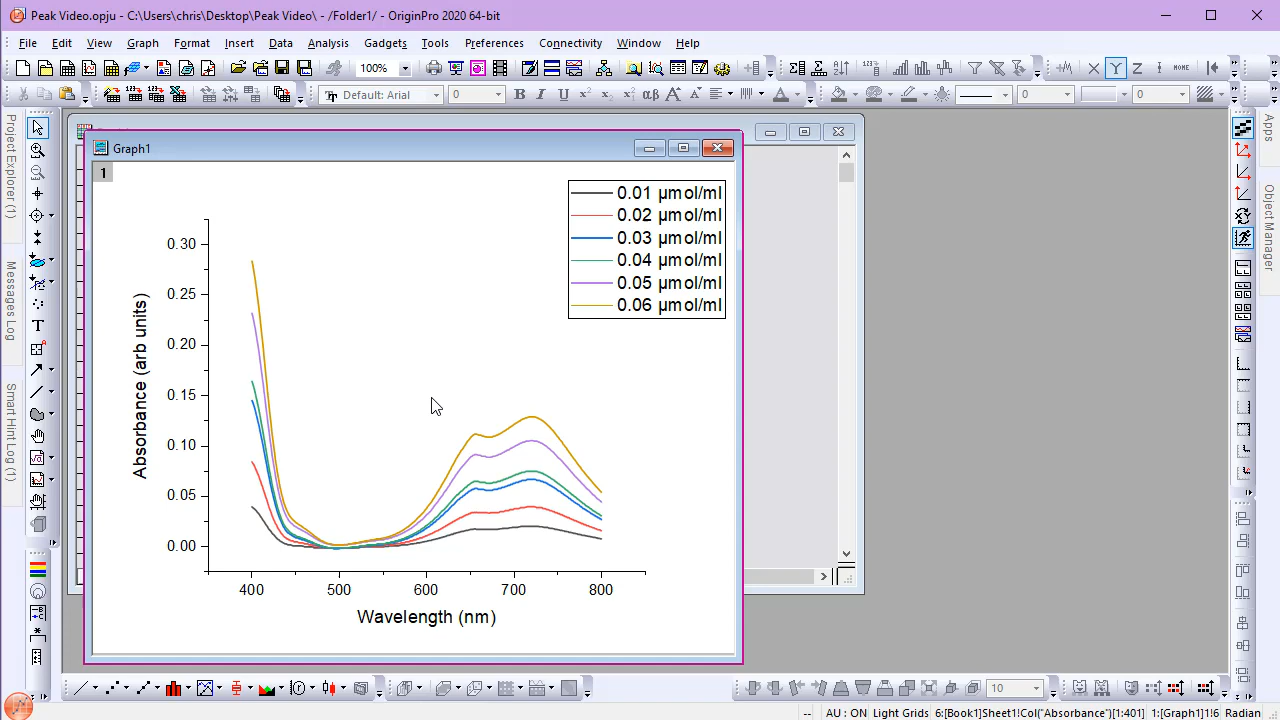 Peak Video.opju - C:\Users\chris\Desktop\Peak Video\ - /Folder1/ - OriginPro 2020 64-bit
File Edit View Graph Format Insert Data Analysis Gadgets Tools Preferences Connectivity Window Help
100%
Default: Arial 0 B I U 0 0
Project Explorer (1)
Messages Log
Smart Hint Log (1)
Apps
Object Manager
Graph1
1
0.01 µmol/ml
0.02 µmol/ml
0.03 µmol/ml
0.04 µmol/ml
0.05 µmol/ml
0.06 µmol/ml
Absorbance (arb units)
0.30
0.25
0.20
0.15
0.10
0.05
0.00
400 500 600 700 800
Wavelength (nm)
10
-- AU : ON Light Grids 6:[Book1]Sheet1!Col("Absorbance")[1:401] 1:[Graph1]1!6 Radian